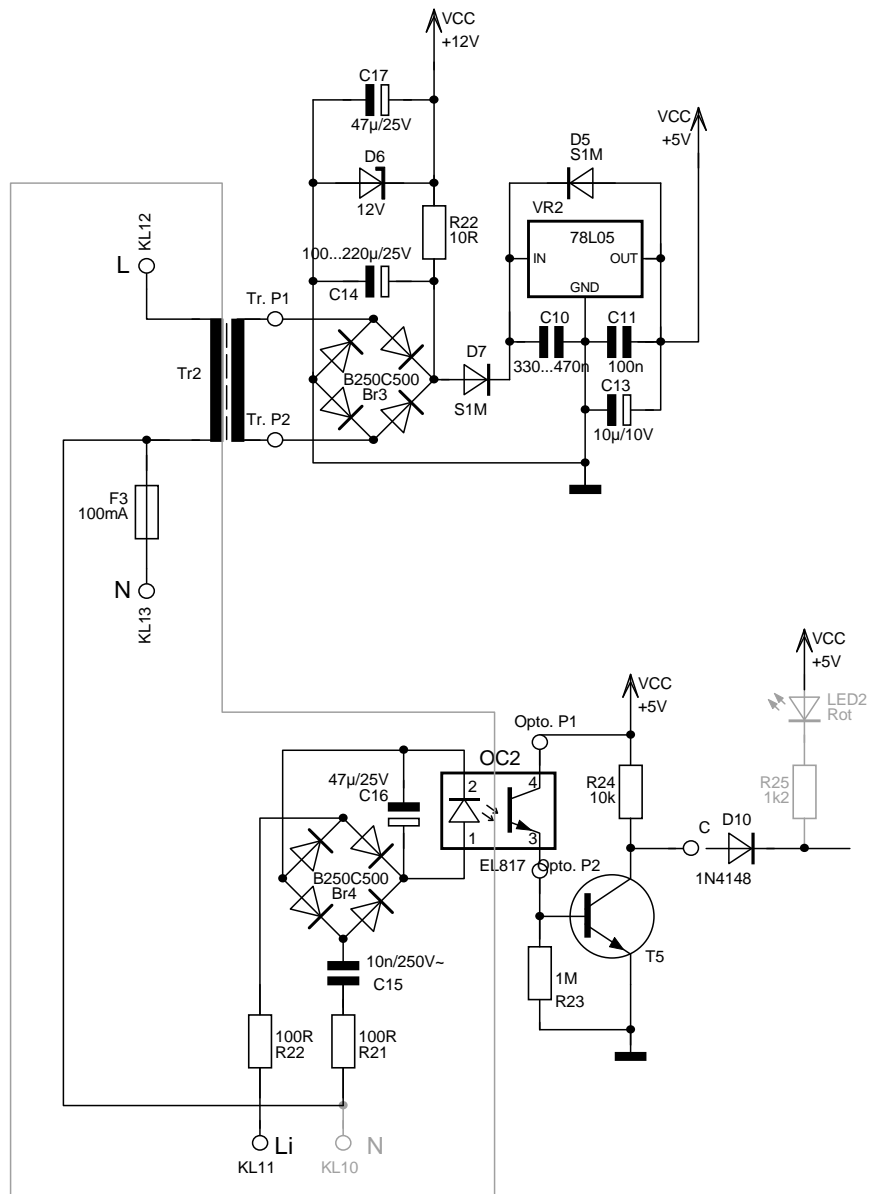 VCC
+12V
C17
47µ/25V
D6
12V
R22
10R
100...220µ/25V
C14
VCC
+5V
D5
S1M
VR2
78L05
IN
OUT
GND
C10
C11
330...470n
100n
C13
10µ/10V
D7
S1M
KL12
L
Tr. P1
Tr2
B250C500
Br3
Tr. P2
F3
100mA
N
KL13
VCC
+5V
LED2
Rot
R25
1k2
VCC
+5V
Opto. P1
OC2
R24
10k
47µ/25V
C16
2
4
1
3
EL817
Opto. P2
C
D10
1N4148
B250C500
Br4
T5
10n/250V~
C15
1M
R23
100R
R22
100R
R21
Li
KL11
N
KL10